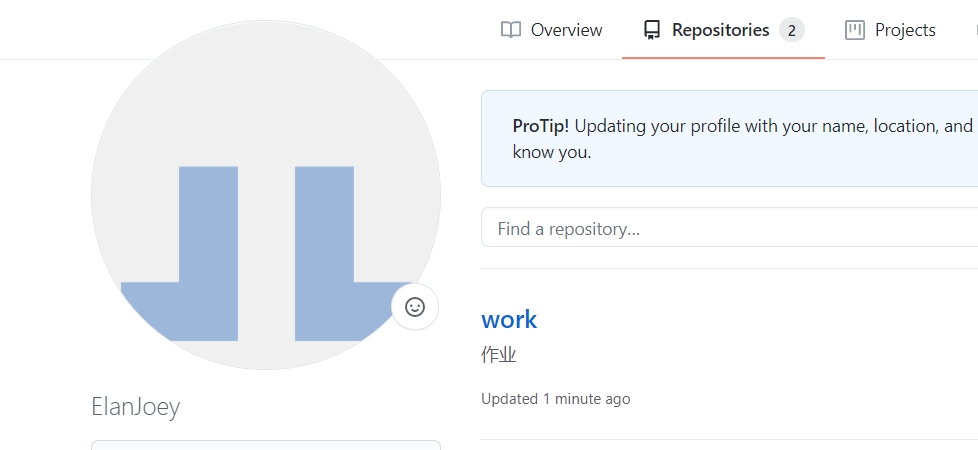 Overview Repositories 2 Projects
ProTip! Updating your profile with your name, location, and
know you.
Find a repository…
work
作业
Updated 1 minute ago
ElanJoey